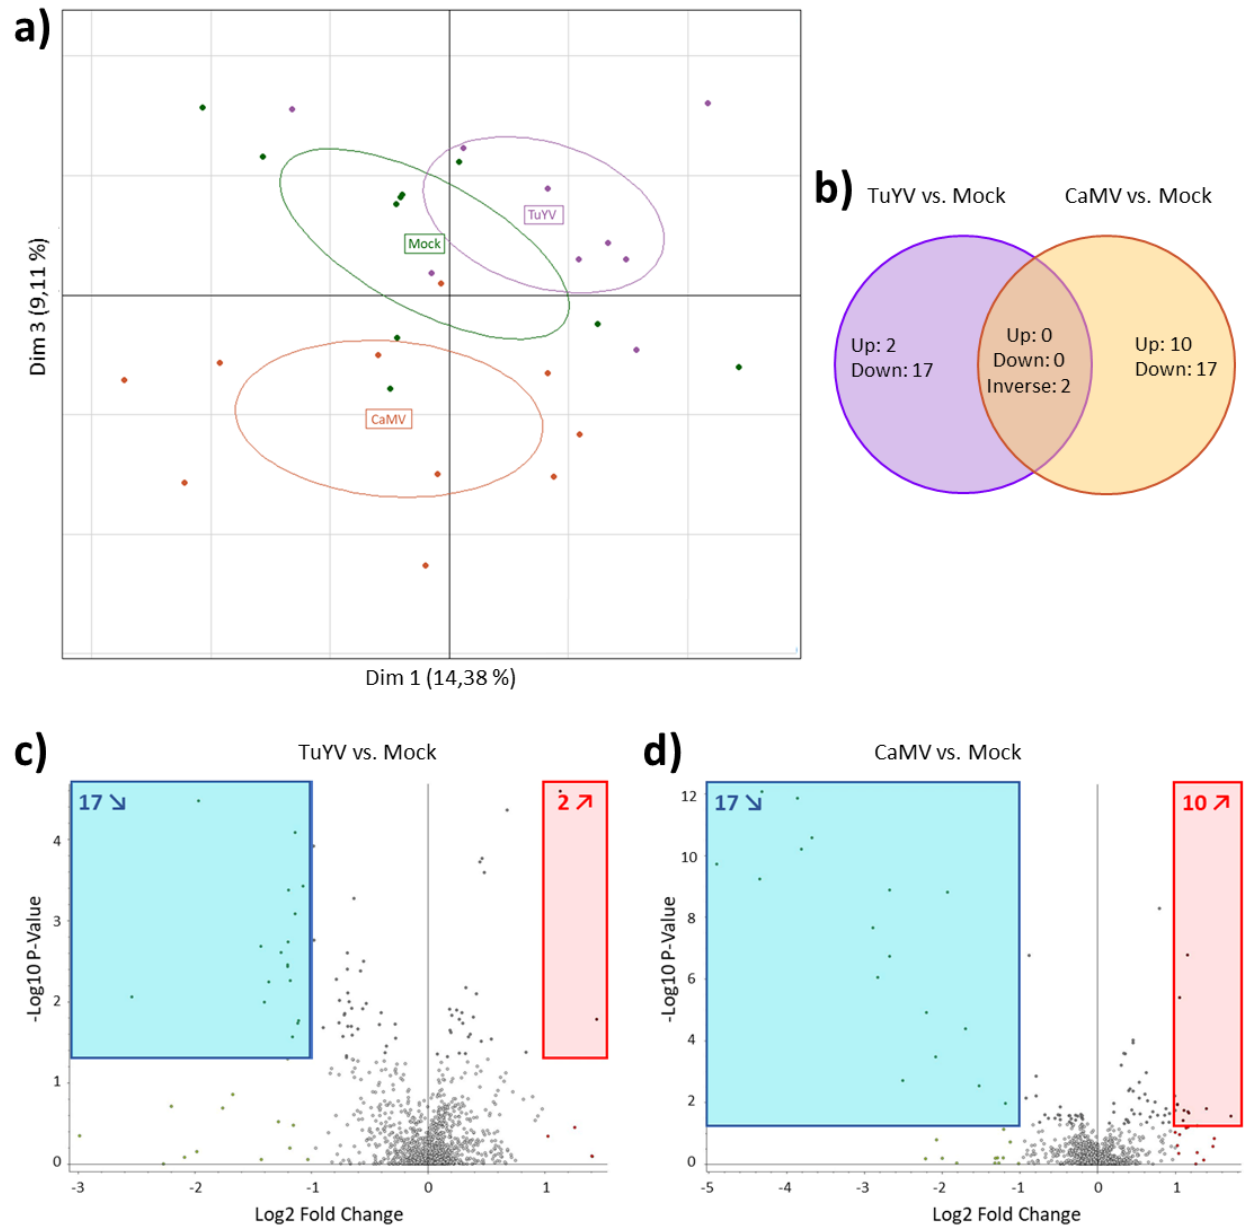 a)
TuYV
Mock
CaMV
Dim 3 (9,11 %)
Dim 1 (14,38 %)
b)
TuYV vs. Mock
CaMV vs. Mock
Up: 2
Down: 17
Up: 0
Down: 0
Inverse: 2
Up: 10
Down: 17
c)
TuYV vs. Mock
17 ↘
2 ↗
-Log10 P-Value
4
3
2
1
0
-3 -2 -1 0 1
Log2 Fold Change
d)
CaMV vs. Mock
17 ↘
10 ↗
-Log10 P-Value
12
10
8
6
4
2
0
-5 -4 -3 -2 -1 0 1
Log2 Fold Change